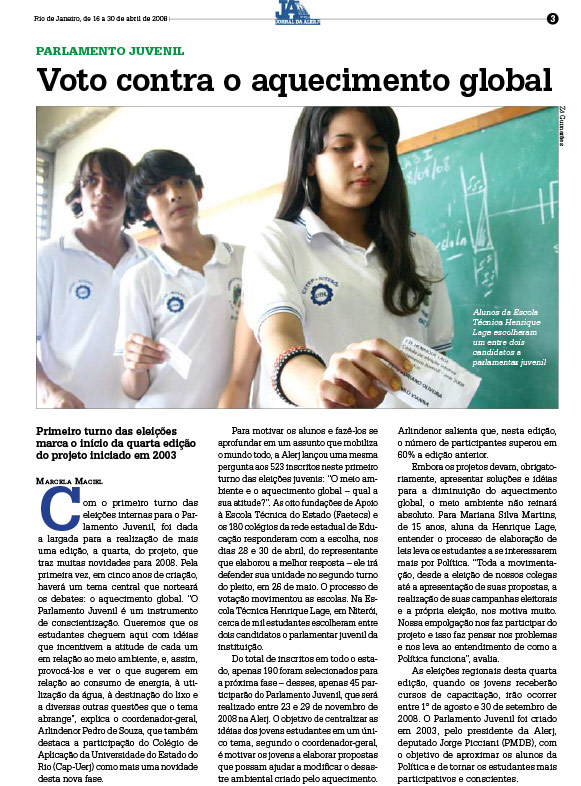 Rio de Janeiro, de 16 a 30 de abril de 2008
JA
JORNAL DA ALERJ
3
PARLAMENTO JUVENIL
Voto contra o aquecimento global
Zô Guimarães
Alunos da Escola
Técnica Henrique
Lage escolheram
um entre dois
candidatos a
parlamentar juvenil
Primeiro turno das eleições
marca o início da quarta edição
do projeto iniciado em 2003
Marcela Maciel
Com o primeiro turno das
eleições internas para o Par-
lamento Juvenil, foi dada
a largada para a realização de mais
uma edição, a quarta, do projeto, que
traz muitas novidades para 2008. Pela
primeira vez, em cinco anos de criação,
haverá um tema central que norteará
os debates: o aquecimento global. “O
Parlamento Juvenil é um instrumento
de conscientização. Queremos que os
estudantes cheguem aqui com idéias
que incentivem a atitude de cada um
em relação ao meio ambiente, e, assim,
provocá-los e ver o que sugerem em
relação ao consumo de energia, à uti-
lização da água, à destinação do lixo e
a diversas outras questões que o tema
abrange”, explica o coordenador-geral,
Arlindenor Pedro de Souza, que também
destaca a participação do Colégio de
Aplicação da Universidade do Estado do
Rio (Cap-Uerj) como mais uma novidade
desta nova fase.
Para motivar os alunos e fazê-los se
aprofundar em um assunto que mobiliza
o mundo todo, a Alerj lançou uma mesma
pergunta aos 523 inscritos neste primeiro
turno das eleições juvenis: “O meio am-
biente e o aquecimento global – qual a
sua atitude?”. As oito fundações de Apoio
à Escola Técnica do Estado (Faetecs) e
os 180 colégios da rede estadual de Edu-
cação responderam com a escolha, nos
dias 28 e 30 de abril, do representante
que elaborou a melhor resposta – ele irá
defender sua unidade no segundo turno
do pleito, em 26 de maio. O processo de
votação movimentou as escolas. Na Es-
cola Técnica Henrique Lage, em Niterói,
cerca de mil estudantes escolheram entre
dois candidatos o parlamentar juvenil da
instituição.
Do total de inscritos em todo o esta-
do, apenas 190 foram selecionados para
a próxima fase – desses, apenas 45 par-
ticiparão do Parlamento Juvenil, que será
realizado entre 23 e 29 de novembro de
2008 na Alerj. O objetivo de centralizar as
idéias dos jovens estudantes em um úni-
co tema, segundo o coordenador-geral,
é motivar os jovens a elaborar propostas
que possam ajudar a modificar o desas-
tre ambiental criado pelo aquecimento.
Arlindenor salienta que, nesta edição,
o número de participantes superou em
60% a edição anterior.
Embora os projetos devam, obrigato-
riamente, apresentar soluções e idéias
para a diminuição do aquecimento
global, o meio ambiente não reinará
absoluto. Para Mariana Silva Martins,
de 15 anos, aluna da Henrique Lage,
entender o processo de elaboração de
leis leva os estudantes a se interessarem
mais por Política. “Toda a movimenta-
ção, desde a eleição de nossos colegas
até a apresentação de suas propostas, a
realização de suas campanhas eleitorais
e a própria eleição, nos motiva muito.
Nossa empolgação nos faz participar do
projeto e isso faz pensar nos problemas
e nos leva ao entendimento de como a
Política funciona”, avalia.
As eleições regionais desta quarta
edição, quando os jovens receberão
cursos de capacitação, irão ocorrer
entre 1º de agosto e 30 de setembro de
2008. O Parlamento Juvenil foi criado
em 2003, pelo presidente da Alerj,
deputado Jorge Picciani (PMDB), com
o objetivo de aproximar os alunos da
Política e de tornar os estudantes mais
participativos e conscientes.